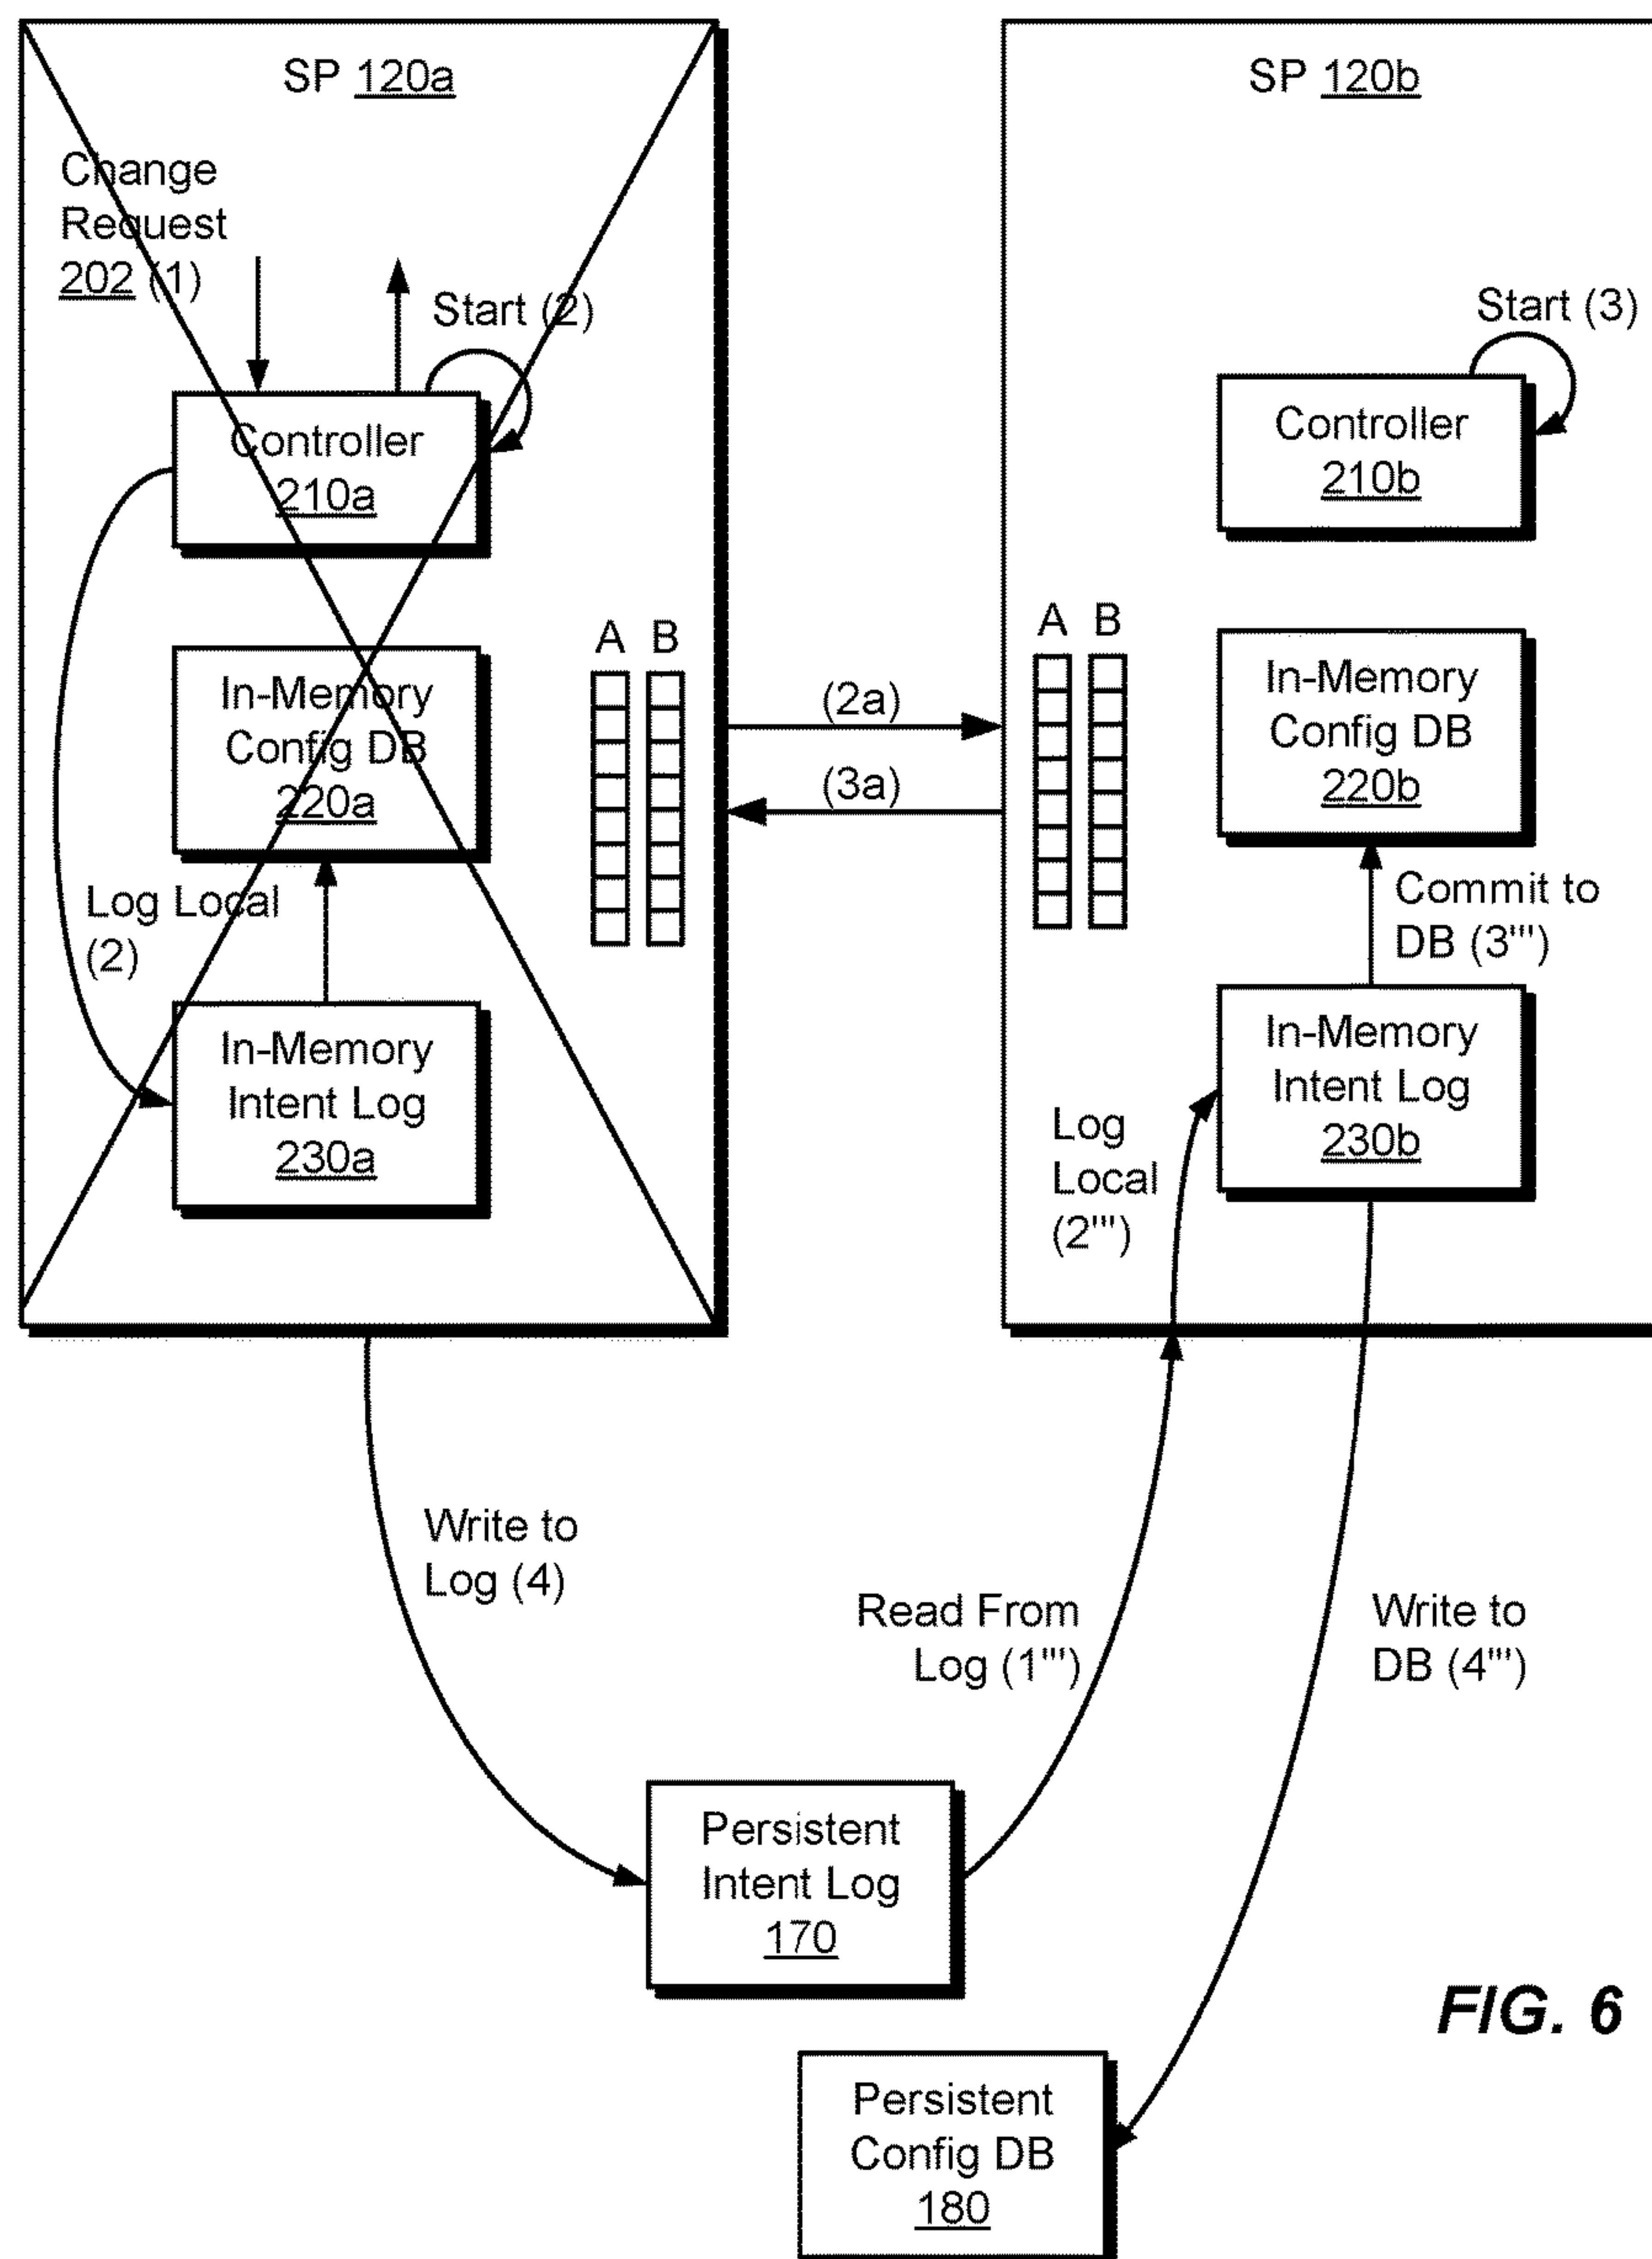 SP 120a
Change
Request
202 (1)
Start (2)
Controller
210a
In-Memory
Config DB
220a
A B
Log Local
(2)
In-Memory
Intent Log
230a
(2a)
(3a)
SP 120b
Start (3)
Controller
210b
A B
In-Memory
Config DB
220b
Commit to
DB (3''')
In-Memory
Intent Log
230b
Log
Local
(2''')
Write to
Log (4)
Read From
Log (1''')
Write to
DB (4''')
Persistent
Intent Log
170
Persistent
Config DB
180
FIG. 6